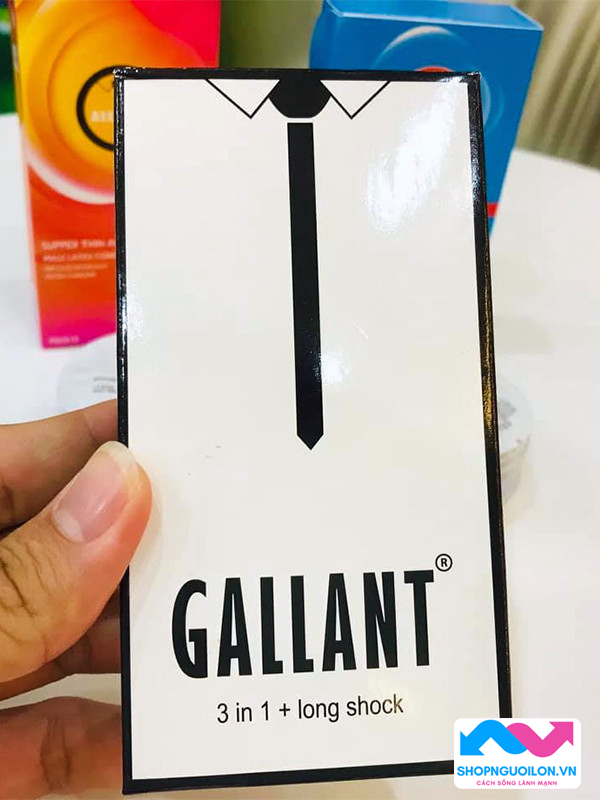 SUPPER THIN
GALLANT®
3 in 1 + long shock
SHOPNGUOILON.VN
CÁCH SỐNG LÀNH MẠNH